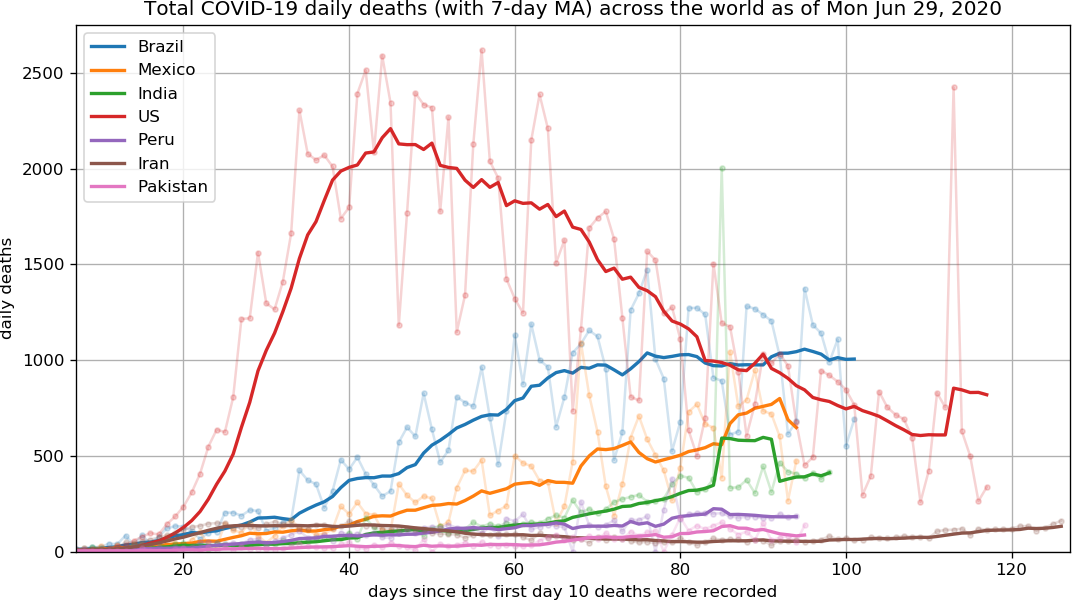 Total COVID-19 daily deaths (with 7-day MA) across the world as of Mon Jun 29, 2020
Brazil
Mexico
India
US
Peru
Iran
Pakistan
2500
2000
1500
1000
500
0
daily deaths
20 40 60 80 100 120
days since the first day 10 deaths were recorded